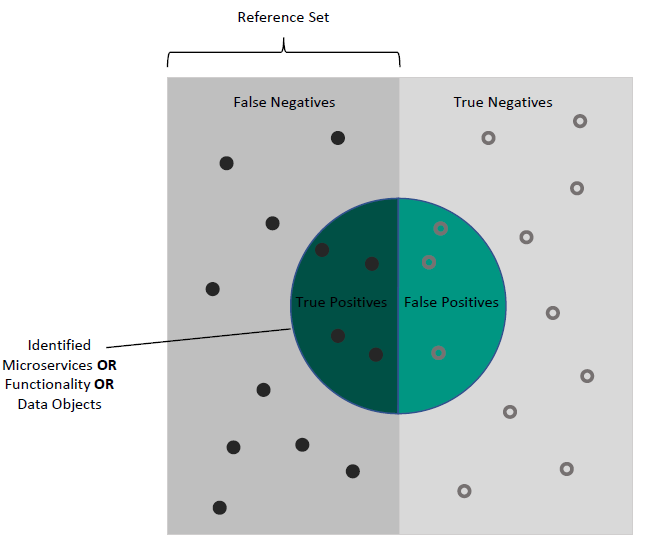 Reference Set
False Negatives
True Negatives
True Positives
False Positives
Identified
Microservices OR
Functionality OR
Data Objects